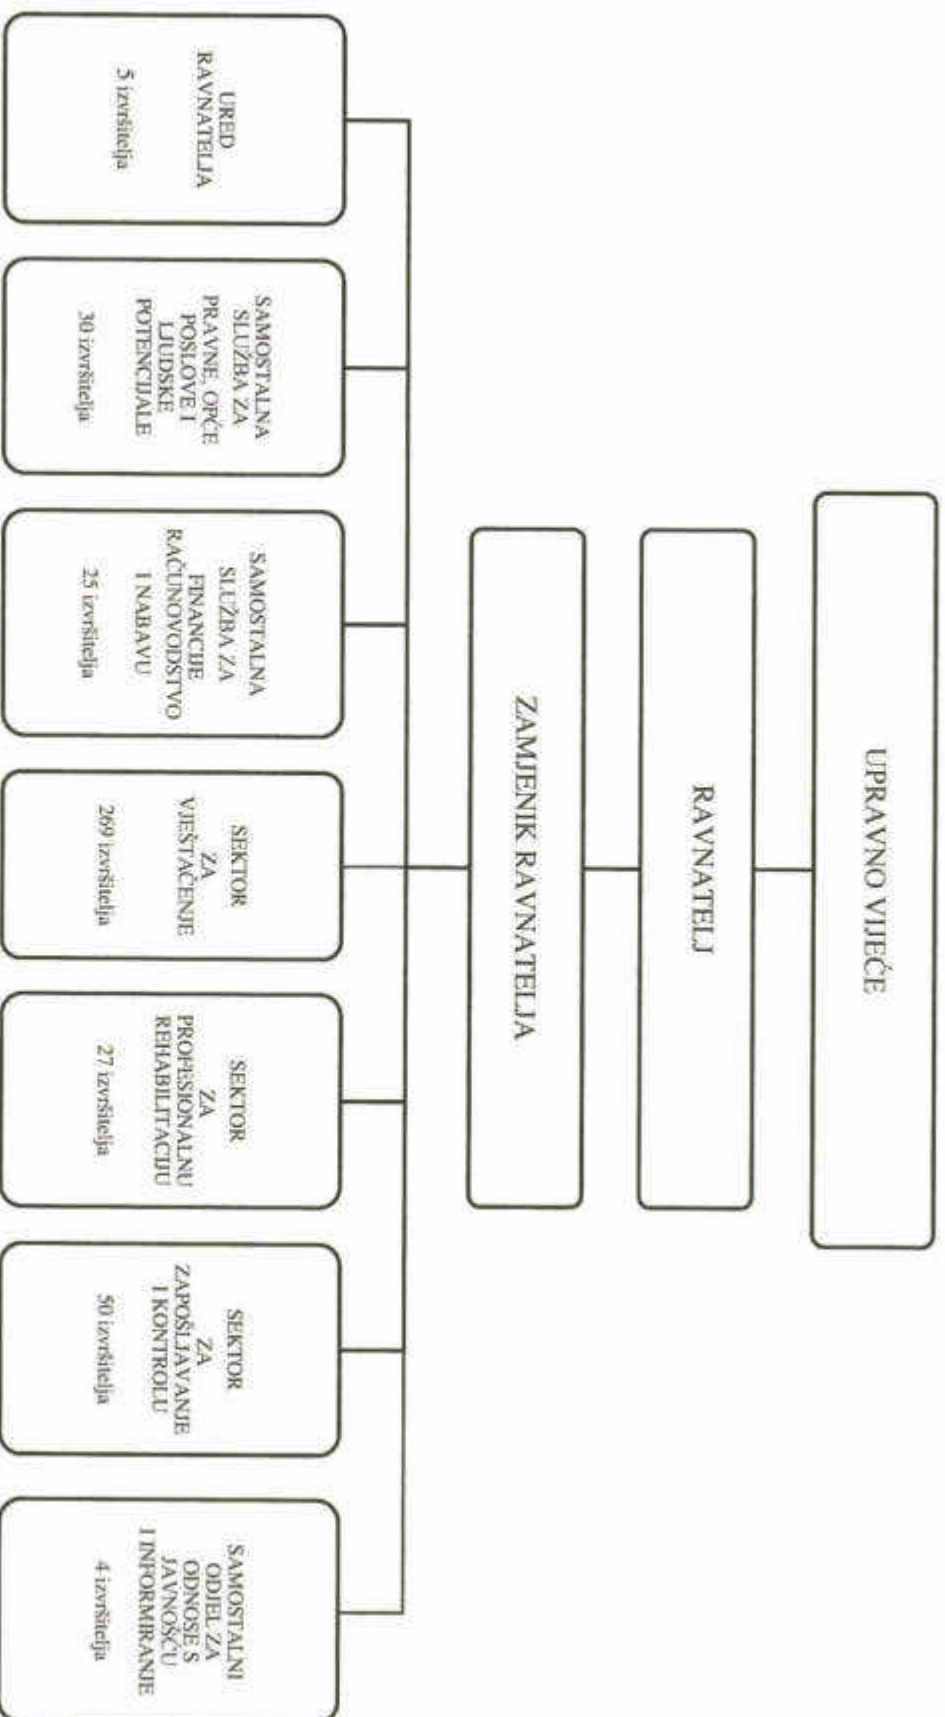 UPRAVNO VIJEĆE
RAVNATELJ
ZAMJENIK RAVNATELJA
URED
RAVNATELJA
5 izvršitelja
SAMOSTALNA
SLUŽBA ZA
PRAVNE, OPĆE
POSLOVE I
LJUDSKE
POTENCIJALE
30 izvršitelja
SAMOSTALNA
SLUŽBA ZA
FINANCIJE
RAČUNOVODSTVO
I NABAVU
25 izvršitelja
SEKTOR
ZA
VJEŠTAČENJE
269 izvršitelja
SEKTOR
ZA
PROFESIONALNU
REHABILITACIJU
27 izvršitelja
SEKTOR
ZA
ZAPOŠLJAVANJE
I KONTROLU
50 izvršitelja
SAMOSTALNI
ODJEL ZA
ODNOSE S
JAVNOŠĆU
I INFORMIRANJE
4 izvršitelja